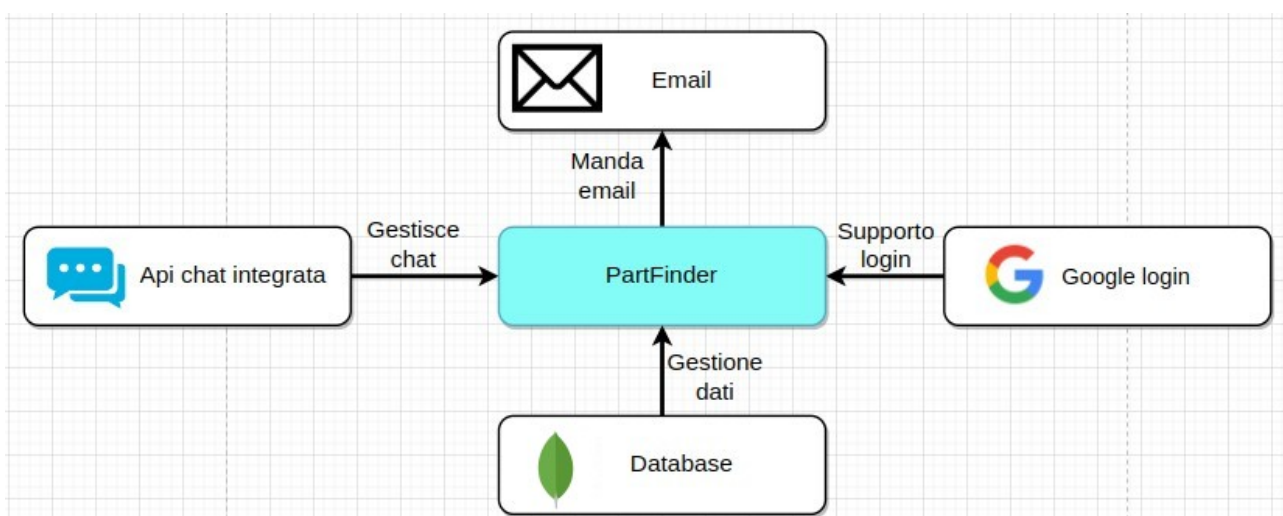 Email
Manda
email
Gestisce
chat
Supporto
login
Api chat integrata
PartFinder
Google login
Gestione
dati
Database